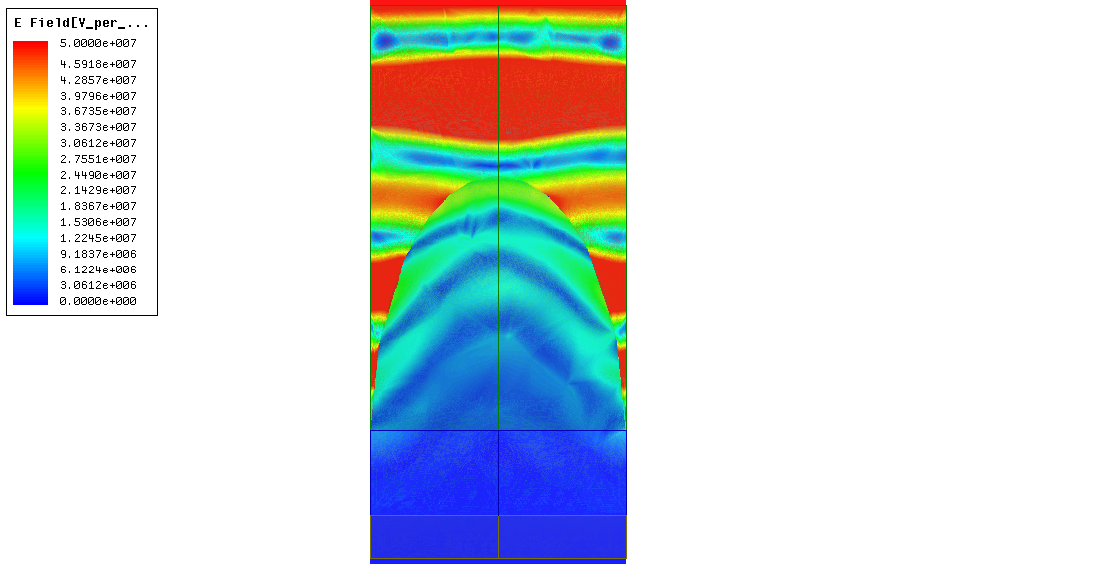 E Field[V_per_...
5.0000e+007
4.5918e+007
4.2857e+007
3.9796e+007
3.6735e+007
3.3673e+007
3.0612e+007
2.7551e+007
2.4490e+007
2.1429e+007
1.8367e+007
1.5306e+007
1.2245e+007
9.1837e+006
6.1224e+006
3.0612e+006
0.0000e+000